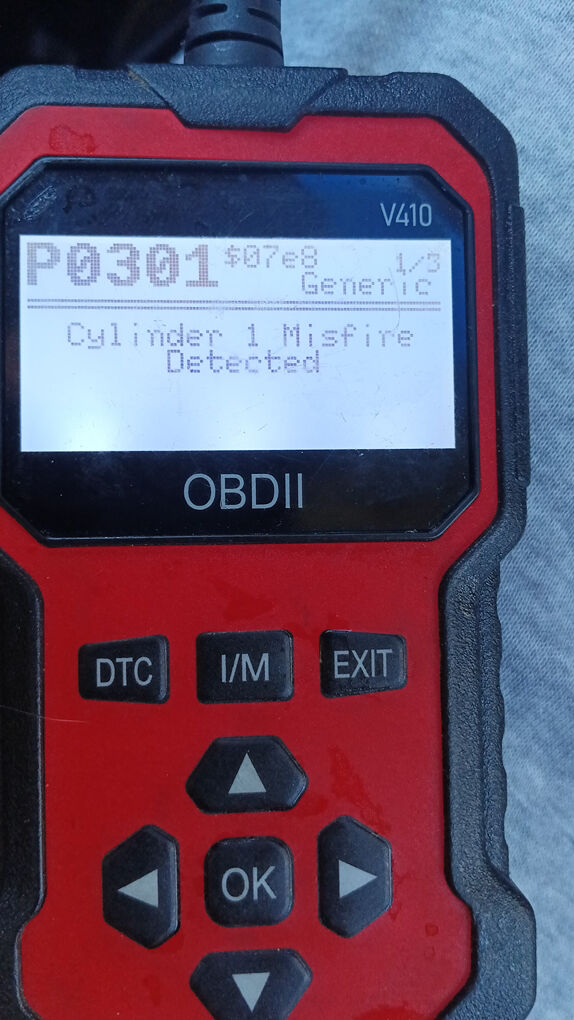 V410
P0301 $07e8 1/3
Generic
Cylinder 1 Misfire
Detected
OBDII
DTC I/M EXIT
OK